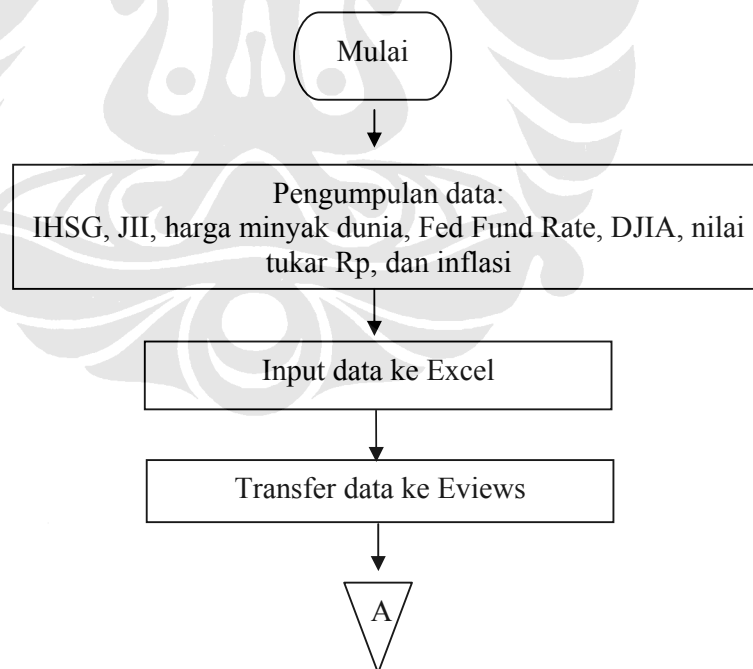 Mulai
Pengumpulan data:
IHSG, JII, harga minyak dunia, Fed Fund Rate, DJIA, nilai
tukar Rp, dan inflasi
Input data ke Excel
Transfer data ke Eviews
A